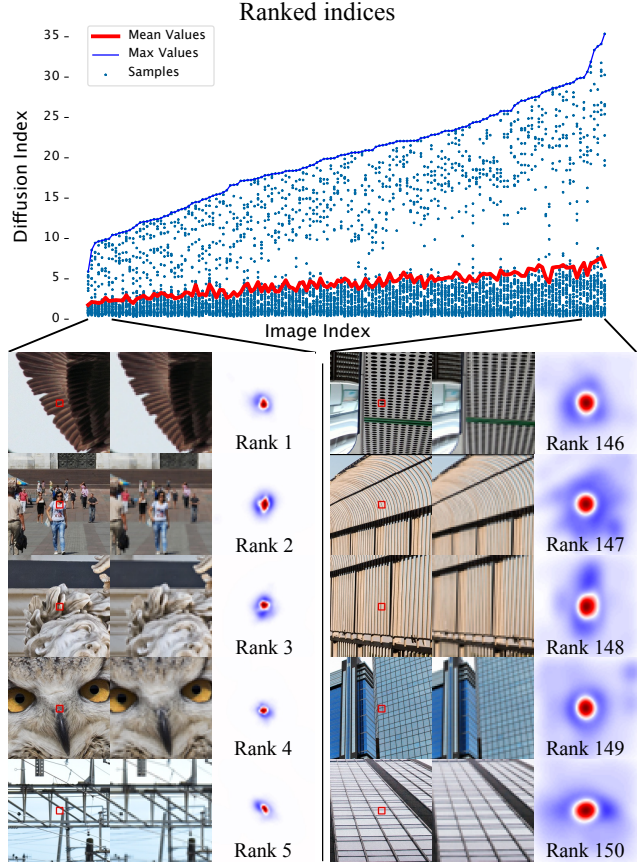 Ranked indices
Mean Values
Max Values
Samples
Diffusion Index
35
30
25
20
15
10
5
0
Image Index
Rank 1
Rank 146
Rank 2
Rank 147
Rank 3
Rank 148
Rank 4
Rank 149
Rank 5
Rank 150